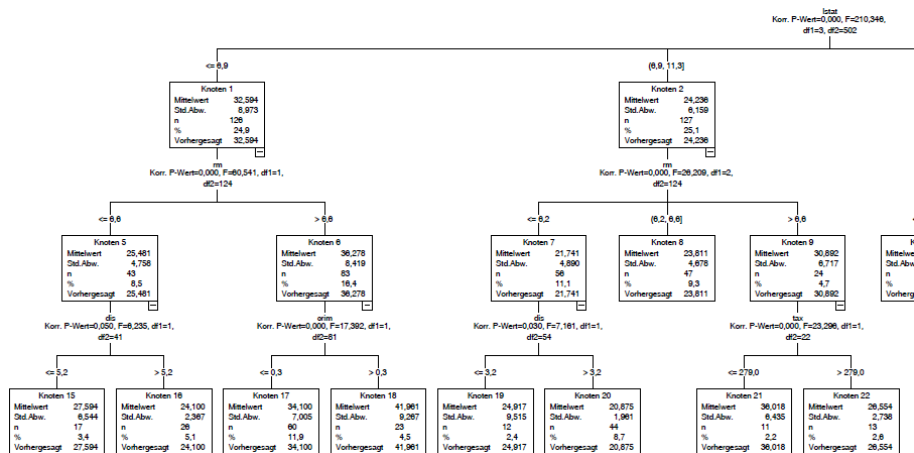 lstat
Korr. P-Wert=0,000, F=210,346,
df1=3, df2=502
<= 6,9
(6,9, 11,3]
Knoten 1
Mittelwert 32,594
Std.Abw. 8,973
n 126
% 24,9
Vorhergesagt 32,594
Knoten 2
Mittelwert 24,236
Std.Abw. 6,159
n 127
% 25,1
Vorhergesagt 24,236
rm
Korr. P-Wert=0,000, F=60,541, df1=1,
df2=124
rm
Korr. P-Wert=0,000, F=26,209, df1=2,
df2=124
<= 6,6
> 6,6
<= 6,2
(6,2, 6,6]
> 6,6
Knoten 5
Mittelwert 25,481
Std.Abw. 4,758
n 43
% 8,5
Vorhergesagt 25,481
Knoten 6
Mittelwert 36,278
Std.Abw. 8,419
n 83
% 16,4
Vorhergesagt 36,278
Knoten 7
Mittelwert 21,741
Std.Abw. 4,890
n 56
% 11,1
Vorhergesagt 21,741
Knoten 8
Mittelwert 23,811
Std.Abw. 4,678
n 47
% 9,3
Vorhergesagt 23,811
Knoten 9
Mittelwert 30,892
Std.Abw. 6,717
n 24
% 4,7
Vorhergesagt 30,892
dis
Korr. P-Wert=0,050, F=6,235, df1=1,
df2=41
crim
Korr. P-Wert=0,000, F=17,392, df1=1,
df2=81
dis
Korr. P-Wert=0,030, F=7,161, df1=1,
df2=54
tax
Korr. P-Wert=0,000, F=23,296, df1=1,
df2=22
<= 5,2
> 5,2
<= 0,3
> 0,3
<= 3,2
> 3,2
<= 279,0
> 279,0
Knoten 15
Mittelwert 27,594
Std.Abw. 6,544
n 17
% 3,4
Vorhergesagt 27,594
Knoten 16
Mittelwert 24,100
Std.Abw. 2,367
n 26
% 5,1
Vorhergesagt 24,100
Knoten 17
Mittelwert 34,100
Std.Abw. 7,005
n 60
% 11,9
Vorhergesagt 34,100
Knoten 18
Mittelwert 41,961
Std.Abw. 9,267
n 23
% 4,5
Vorhergesagt 41,961
Knoten 19
Mittelwert 24,917
Std.Abw. 9,515
n 12
% 2,4
Vorhergesagt 24,917
Knoten 20
Mittelwert 20,875
Std.Abw. 1,961
n 44
% 8,7
Vorhergesagt 20,875
Knoten 21
Mittelwert 36,018
Std.Abw. 6,435
n 11
% 2,2
Vorhergesagt 36,018
Knoten 22
Mittelwert 26,554
Std.Abw. 2,738
n 13
% 2,6
Vorhergesagt 26,554